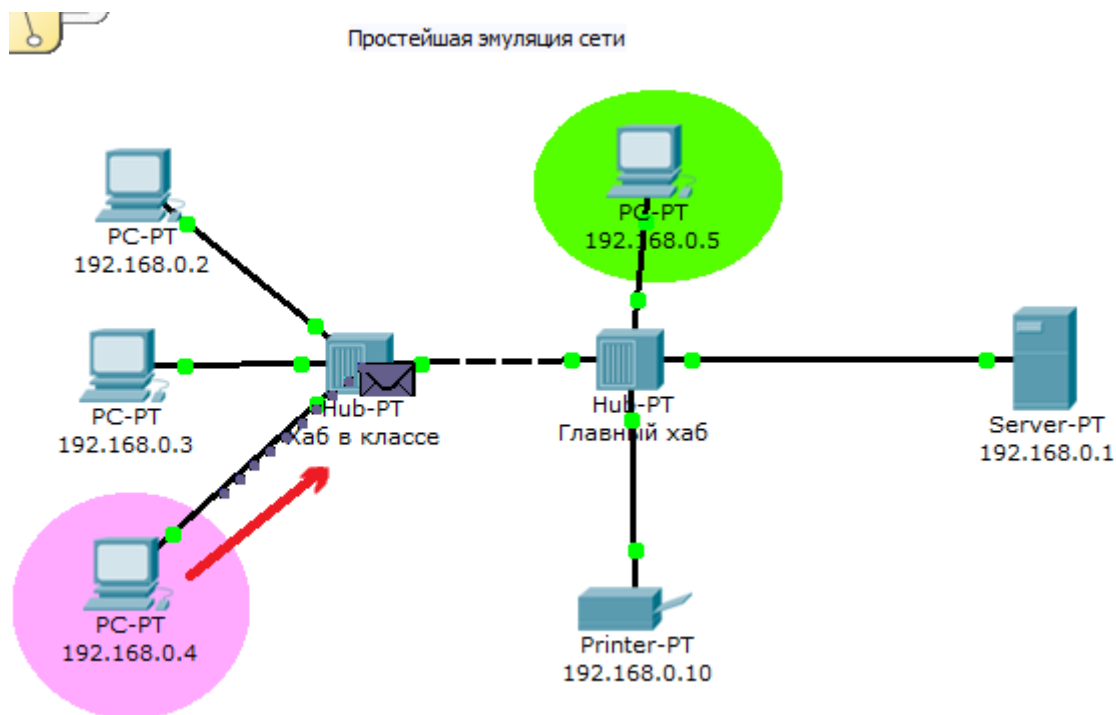 Простейшая эмуляция сети
PC-PT
192.168.0.2
PC-PT
192.168.0.5
PC-PT
192.168.0.3
Hub-PT
Хаб в классе
Hub-PT
Главный хаб
Server-PT
192.168.0.1
PC-PT
192.168.0.4
Printer-PT
192.168.0.10